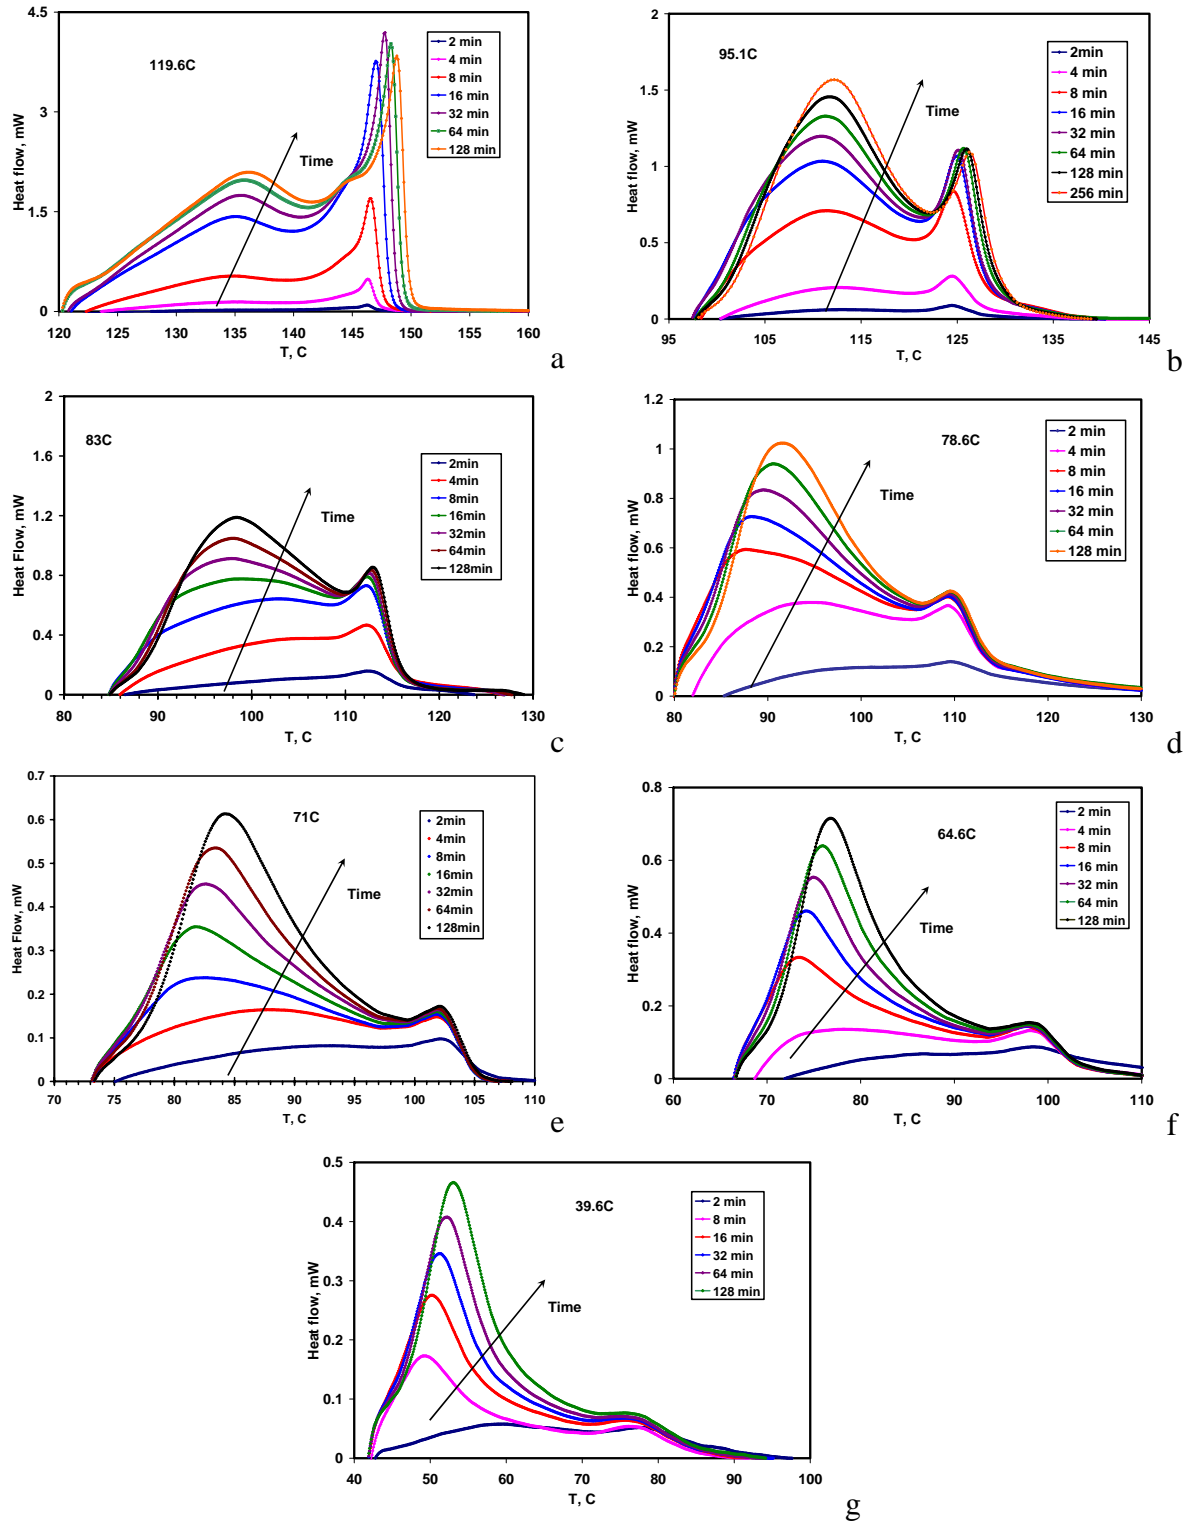 4.5
3
1.5
0
Heat flow, mW
119.6C
2 min
4 min
8 min
16 min
32 min
64 min
128 min
Time
120 130 140 150 160
T, C
a
2
1.5
1
0.5
0
Heat flow, mW
95.1C
2min
4 min
8 min
16 min
32 min
64 min
128 min
256 min
Time
95 105 115 125 135 145
T, C
b
2
1.6
1.2
0.8
0.4
0
Heat Flow, mW
83C
2min
4min
8min
16min
32min
64min
128min
Time
80 90 100 110 120 130
T, C
c
1.2
1
0.8
0.6
0.4
0.2
0
Heat flow, mW
78.6C
2 min
4 min
8 min
16 min
32 min
64 min
128 min
Time
80 90 100 110 120 130
T, C
d
0.7
0.6
0.5
0.4
0.3
0.2
0.1
0
Heat Flow, mW
71C
2min
4min
8min
16min
32min
64min
128min
Time
70 75 80 85 90 95 100 105 110
T, C
e
0.8
0.6
0.4
0.2
0
Heat flow, mW
64.6C
2 min
4 min
8 min
16 min
32 min
64 min
128 min
Time
60 70 80 90 100 110
T, C
f
0.5
0.4
0.3
0.2
0.1
0
Heat flow, mW
39.6C
2 min
8 min
16 min
32 min
64 min
128 min
Time
40 50 60 70 80 90 100
T, C
g